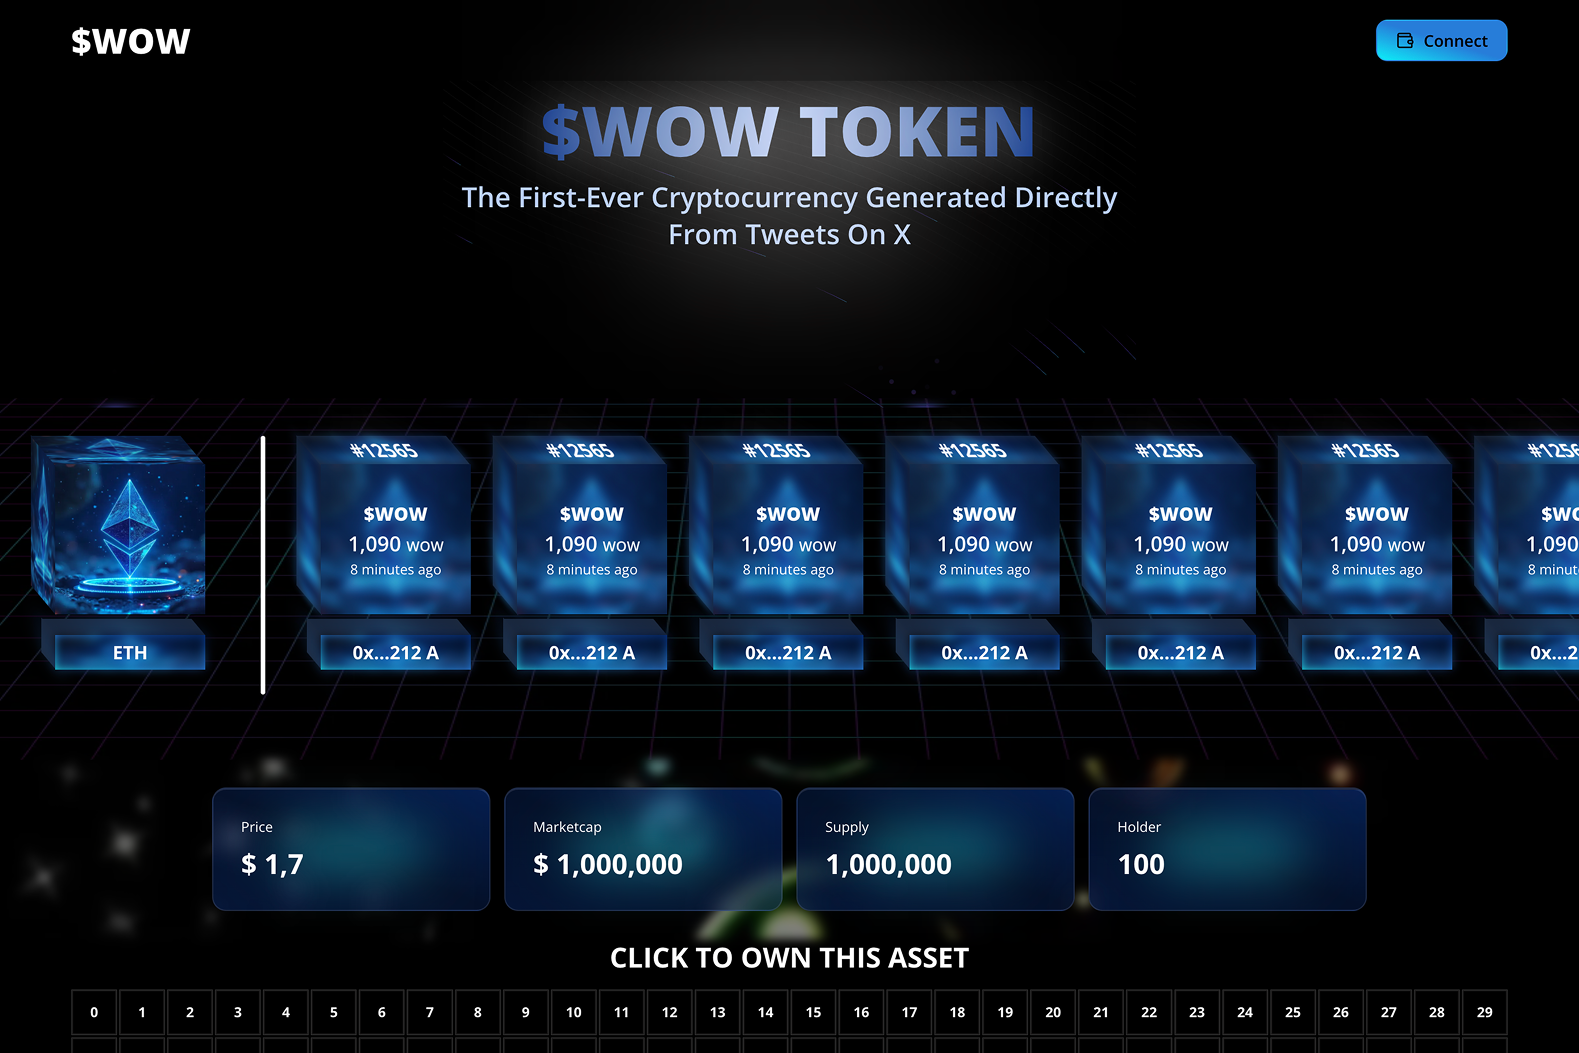 $WOW
Connect
$WOW TOKEN
The First-Ever Cryptocurrency Generated Directly
From Tweets On X
#12565 #12565 #12565 #12565 #12565 #12565 #1256
$WOW $WOW $WOW $WOW $WOW $WOW $WO
1,090 WOW 1,090 WOW 1,090 WOW 1,090 WOW 1,090 WOW 1,090 WOW 1,090
8 minutes ago 8 minutes ago 8 minutes ago 8 minutes ago 8 minutes ago 8 minutes ago 8 minut
ETH 0x...212 A 0x...212 A 0x...212 A 0x...212 A 0x...212 A 0x...212 A 0x...2
Price Marketcap Supply Holder
$ 1,7 $ 1,000,000 1,000,000 100
CLICK TO OWN THIS ASSET
0 1 2 3 4 5 6 7 8 9 10 11 12 13 14 15 16 17 18 19 20 21 22 23 24 25 26 27 28 29